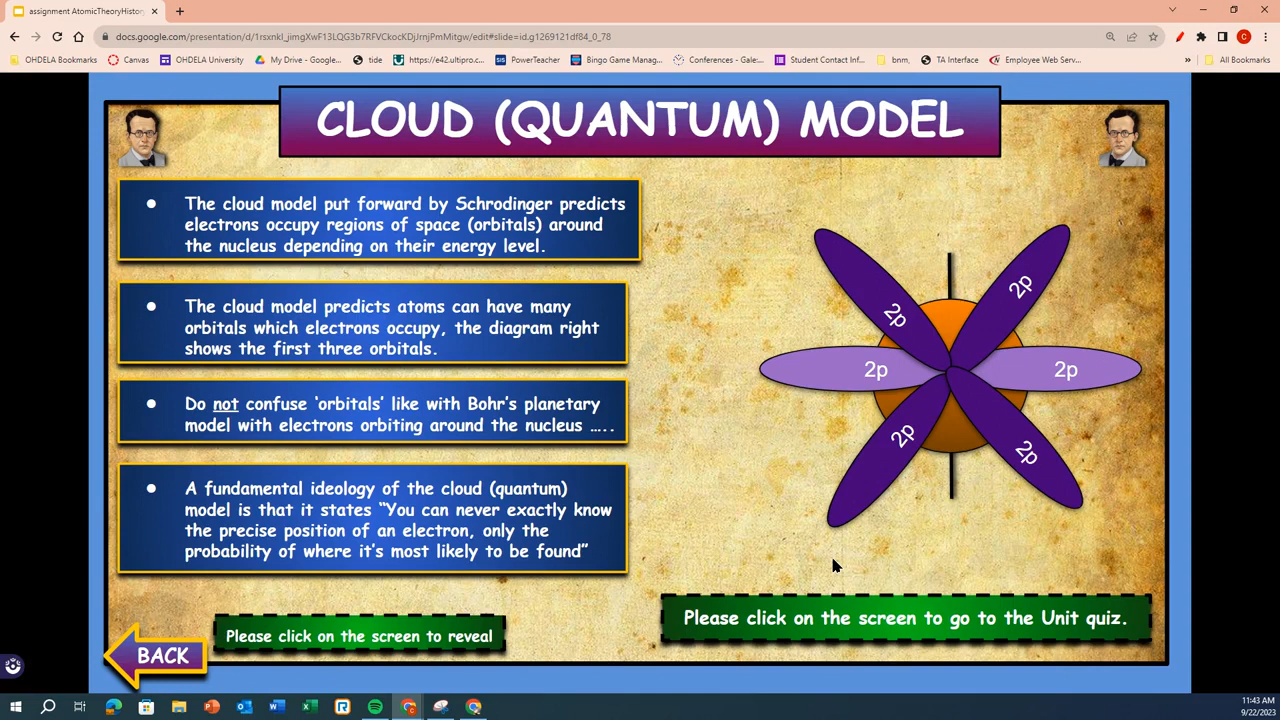 assignment AtomicTheoryHistory
docs.google.com/presentation/d/1rsxnkl_jimgXwF13LQG3b7RFVCkocKDjJrnjPmMitgw/edit#slide=id.g1269121df84_0_78
C
OHDELA Bookmarks
Canvas
OHDELA University
My Drive - Google...
tide
https://e42.ultipro.c...
SIS PowerTeacher
Bingo Game Manag...
Conferences - Gale:...
Student Contact Inf...
bnm,
TA Interface
Employee Web Serv...
»
All Bookmarks
CLOUD (QUANTUM) MODEL
● The cloud model put forward by Schrodinger predicts
electrons occupy regions of space (orbitals) around
the nucleus depending on their energy level.
● The cloud model predicts atoms can have many
orbitals which electrons occupy, the diagram right
shows the first three orbitals.
● Do not confuse ‘orbitals’ like with Bohr’s planetary
model with electrons orbiting around the nucleus …..
● A fundamental ideology of the cloud (quantum)
model is that it states “You can never exactly know
the precise position of an electron, only the
probability of where it’s most likely to be found”
2p
2p
2p
2p
2p
2p
Please click on the screen to reveal
Please click on the screen to go to the Unit quiz.
BACK
11:43 AM
9/22/2023